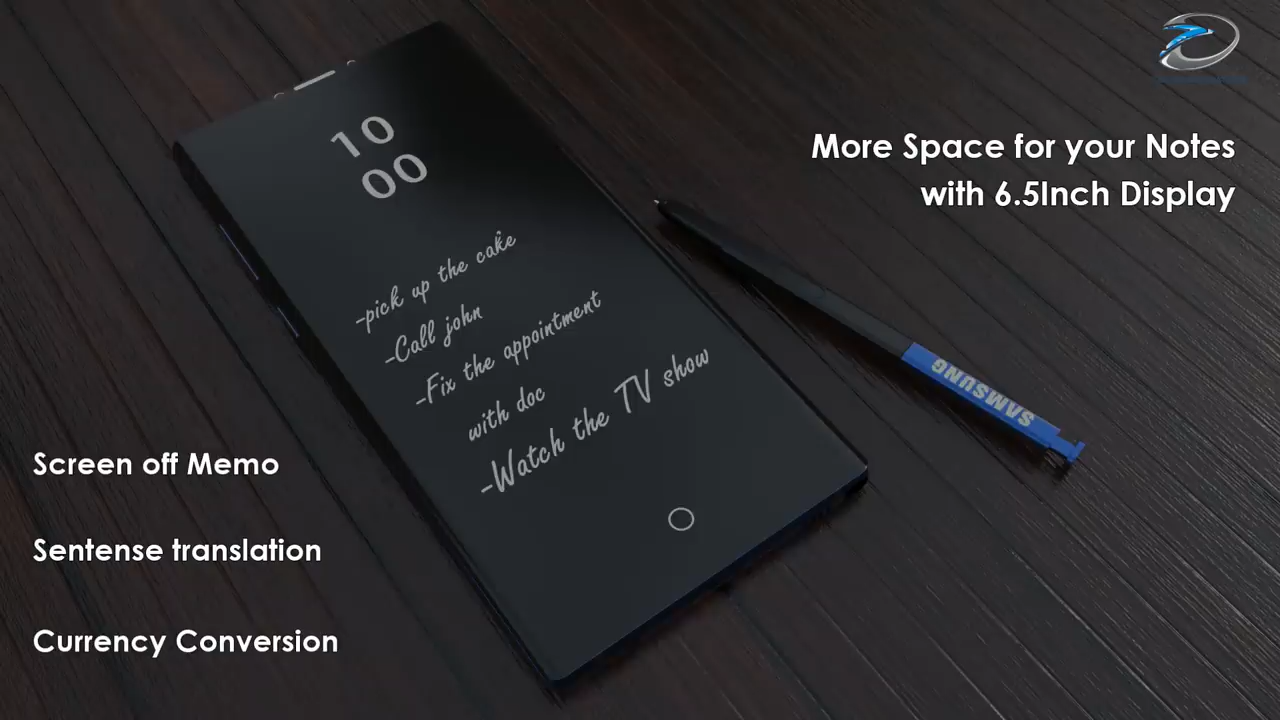 More Space for your Notes
with 6.5Inch Display
10
00
-pick up the cake
-Call john
-Fix the appointment
with doc
-Watch the TV show
SAMSUNG
Screen off Memo
Sentense translation
Currency Conversion